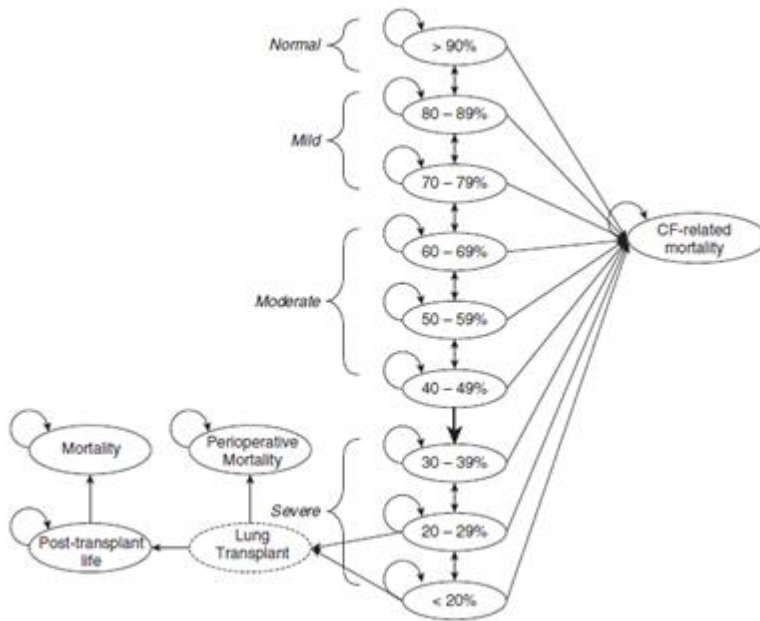 Normal
> 90%
80 – 89%
Mild
70 – 79%
60 – 69%
CF-related
mortality
Moderate
50 – 59%
40 – 49%
Mortality
Perioperative
Mortality
30 – 39%
Severe
20 – 29%
Post-transplant
life
Lung
Transplant
< 20%